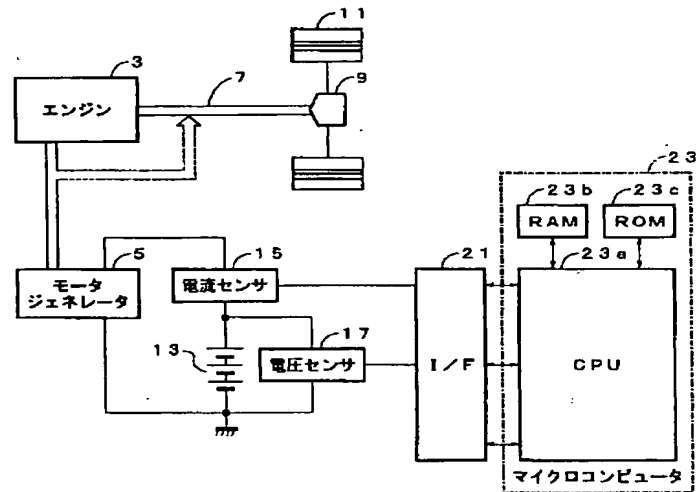 11
3
7
9
エンジン
23
23b
23c
RAM
ROM
5
15
21
23a
モータ
ジェネレータ
電流センサ
17
13
電圧センサ
I/F
CPU
マイクロコンピュータ